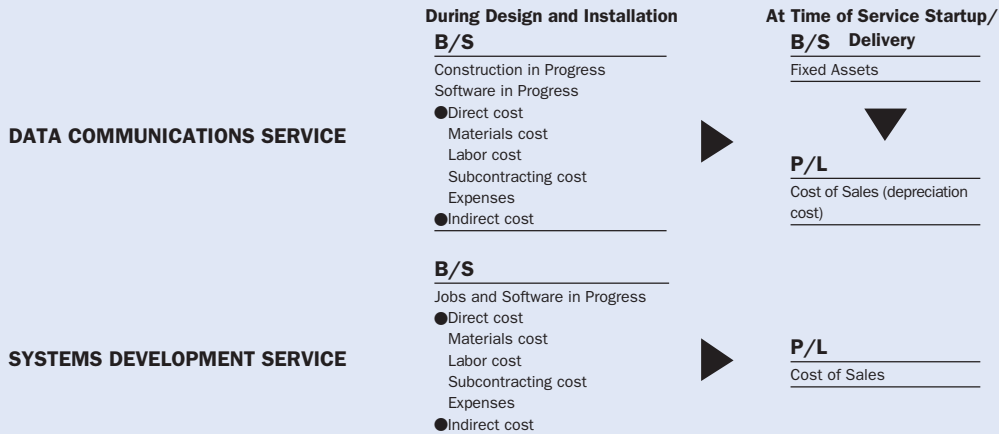 During Design and Installation
At Time of Service Startup/
Delivery
DATA COMMUNICATIONS SERVICE
B/S
Construction in Progress
Software in Progress
●Direct cost
Materials cost
Labor cost
Subcontracting cost
Expenses
●Indirect cost
B/S
Fixed Assets
P/L
Cost of Sales (depreciation
cost)
SYSTEMS DEVELOPMENT SERVICE
B/S
Jobs and Software in Progress
●Direct cost
Materials cost
Labor cost
Subcontracting cost
Expenses
●Indirect cost
P/L
Cost of Sales